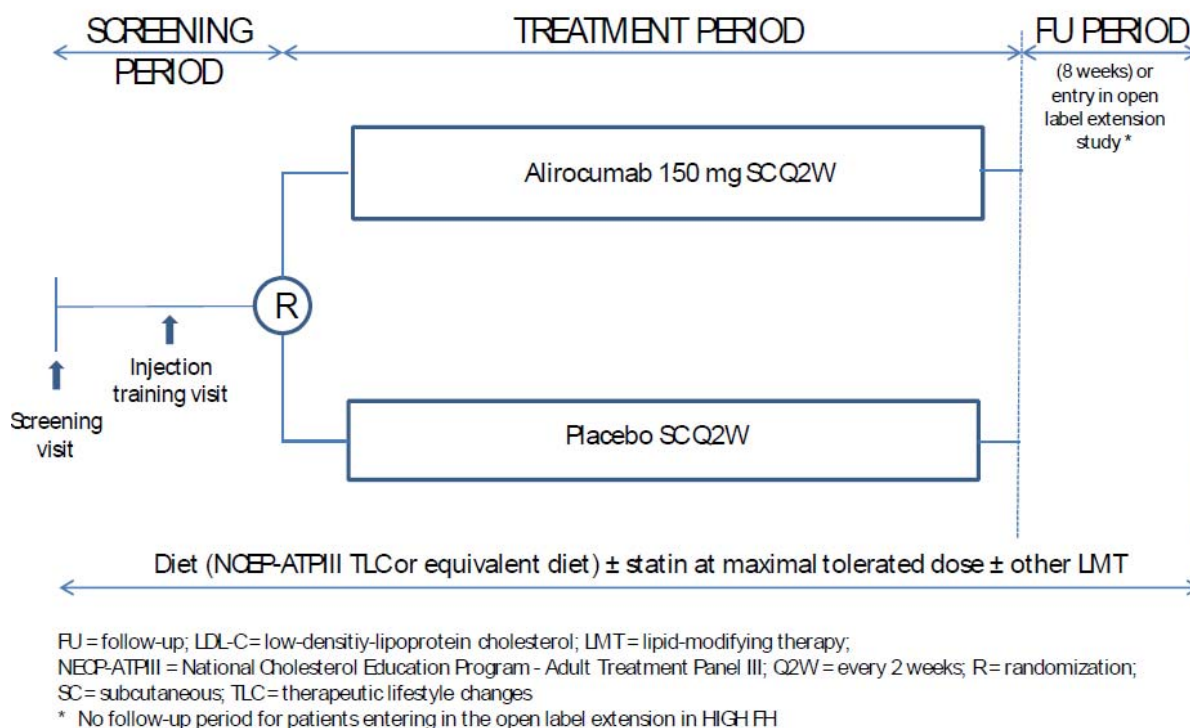 SCREENING
PERIOD
TREATMENT PERIOD
FU PERIOD
(8 weeks) or
entry in open
label extension
study *
Alirocumab 150 mg SCQ2W
R
Injection
training visit
Screening
visit
Placebo SCQ2W
Diet (NCEP-ATPIII TLC or equivalent diet) ± statin at maximal tolerated dose ± other LMT
FU = follow-up; LDL-C = low-densitiy-lipoprotein cholesterol; LMT = lipid-modifying therapy;
NECP-ATPIII = National Cholesterol Education Program - Adult Treatment Panel III; Q2W = every 2 weeks; R = randomization;
SC = subcutaneous; TLC = therapeutic lifestyle changes
* No follow-up period for patients entering in the open label extension in HIGH FH